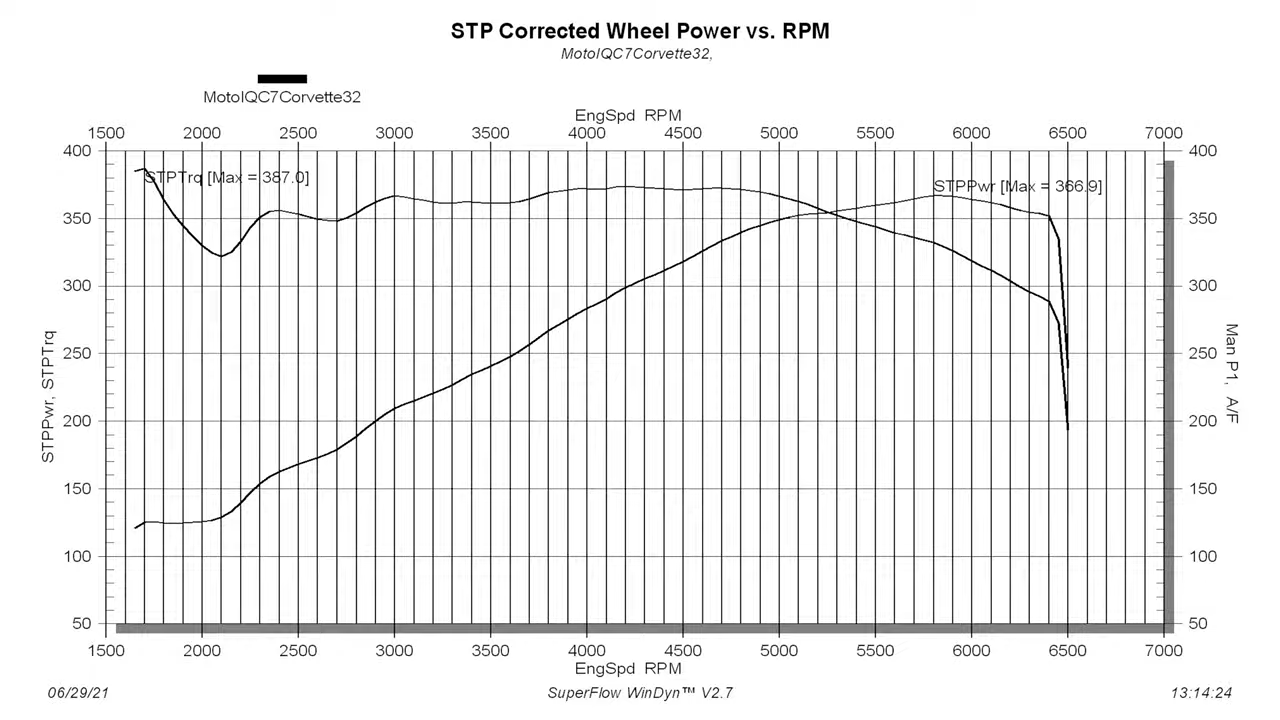 STP Corrected Wheel Power vs. RPM
MotoIQC7Corvette32,
MotoIQC7Corvette32
EngSpd RPM
1500 2000 2500 3000 3500 4000 4500 5000 5500 6000 6500 7000
400 400
STPTrq [Max = 387.0]
STPPwr [Max = 366.9]
350 350
300 300
250 250
200 200
150 150
100 100
50 50
STPPwr, STPTrq
Man P1, A/F
1500 2000 2500 3000 3500 4000 4500 5000 5500 6000 6500 7000
EngSpd RPM
06/29/21 SuperFlow WinDyn™ V2.7 13:14:24